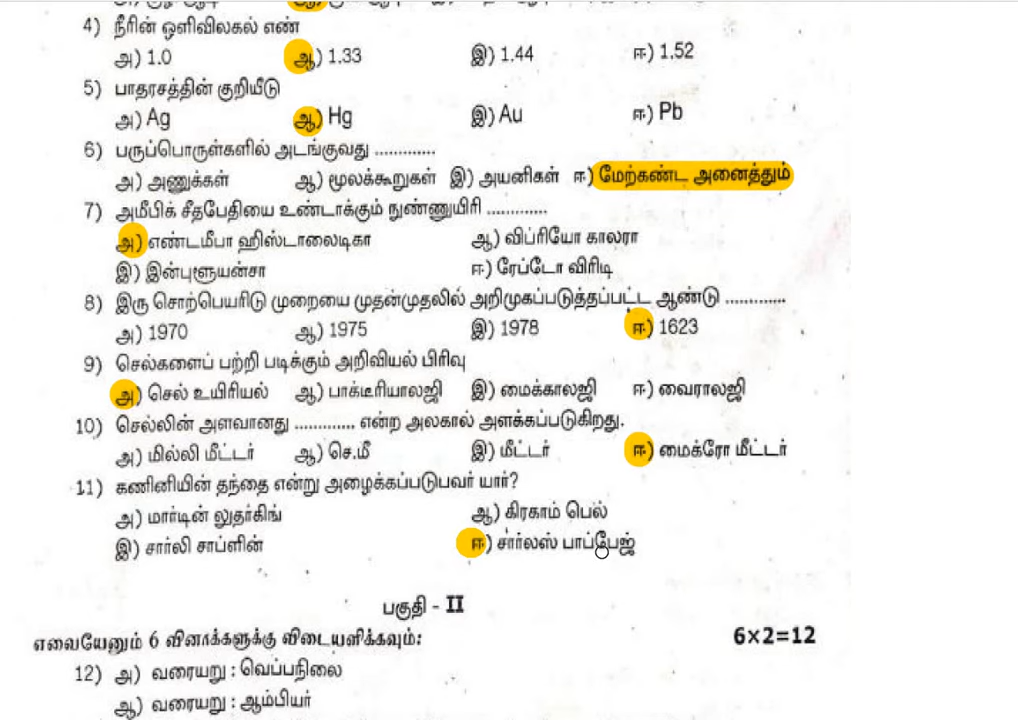 4) நீரின் ஒளிவிலகல் எண்
அ) 1.0 ஆ) 1.33 இ) 1.44 ஈ) 1.52
5) பாதரசத்தின் குறியீடு
அ) Ag ஆ) Hg இ) Au ஈ) Pb
6) பருப்பொருள்களில் அடங்குவது .............
அ) அணுக்கள் ஆ) மூலக்கூறுகள் இ) அயனிகள் ஈ) மேற்கண்ட அனைத்தும்
7) அமீபிக் சீதபேதியை உண்டாக்கும் நுண்ணுயிரி .............
அ) எண்டமீபா ஹிஸ்டாலைடிகா ஆ) விப்ரியோ காலரா
இ) இன்புளூயன்சா ஈ) ரேப்டோ விரிடி
8) இரு சொற்பெயரிடு முறையை முதன்முதலில் அறிமுகப்படுத்தப்பட்ட ஆண்டு .............
அ) 1970 ஆ) 1975 இ) 1978 ஈ) 1623
9) செல்களைப் பற்றி படிக்கும் அறிவியல் பிரிவு
அ) செல் உயிரியல் ஆ) பாக்டீரியாலஜி இ) மைக்காலஜி ஈ) வைராலஜி
10) செல்லின் அளவானது ............. என்ற அலகால் அளக்கப்படுகிறது.
அ) மில்லி மீட்டர் ஆ) செ.மீ இ) மீட்டர் ஈ) மைக்ரோ மீட்டர்
11) கணினியின் தந்தை என்று அழைக்கப்படுபவர் யார்?
அ) மார்டின் லுதர்கிங் ஆ) கிரகாம் பெல்
இ) சார்லி சாப்ளின் ஈ) சார்லஸ் பாப்பேஜ்
பகுதி - II
எவையேனும் 6 வினாக்களுக்கு விடையளிக்கவும்: 6×2=12
12) அ) வரையறு : வெப்பநிலை
ஆ) வரையறு : ஆம்பியர்